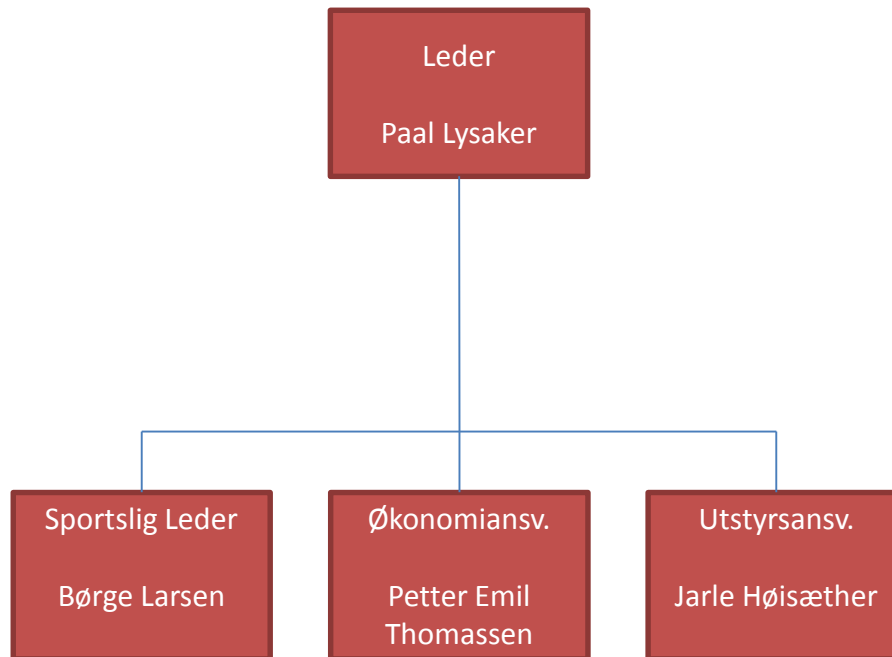 Leder
Paal Lysaker
Sportslig Leder
Børge Larsen
Økonomiansv.
Petter Emil
Thomassen
Utstyrsansv.
Jarle Høisæther